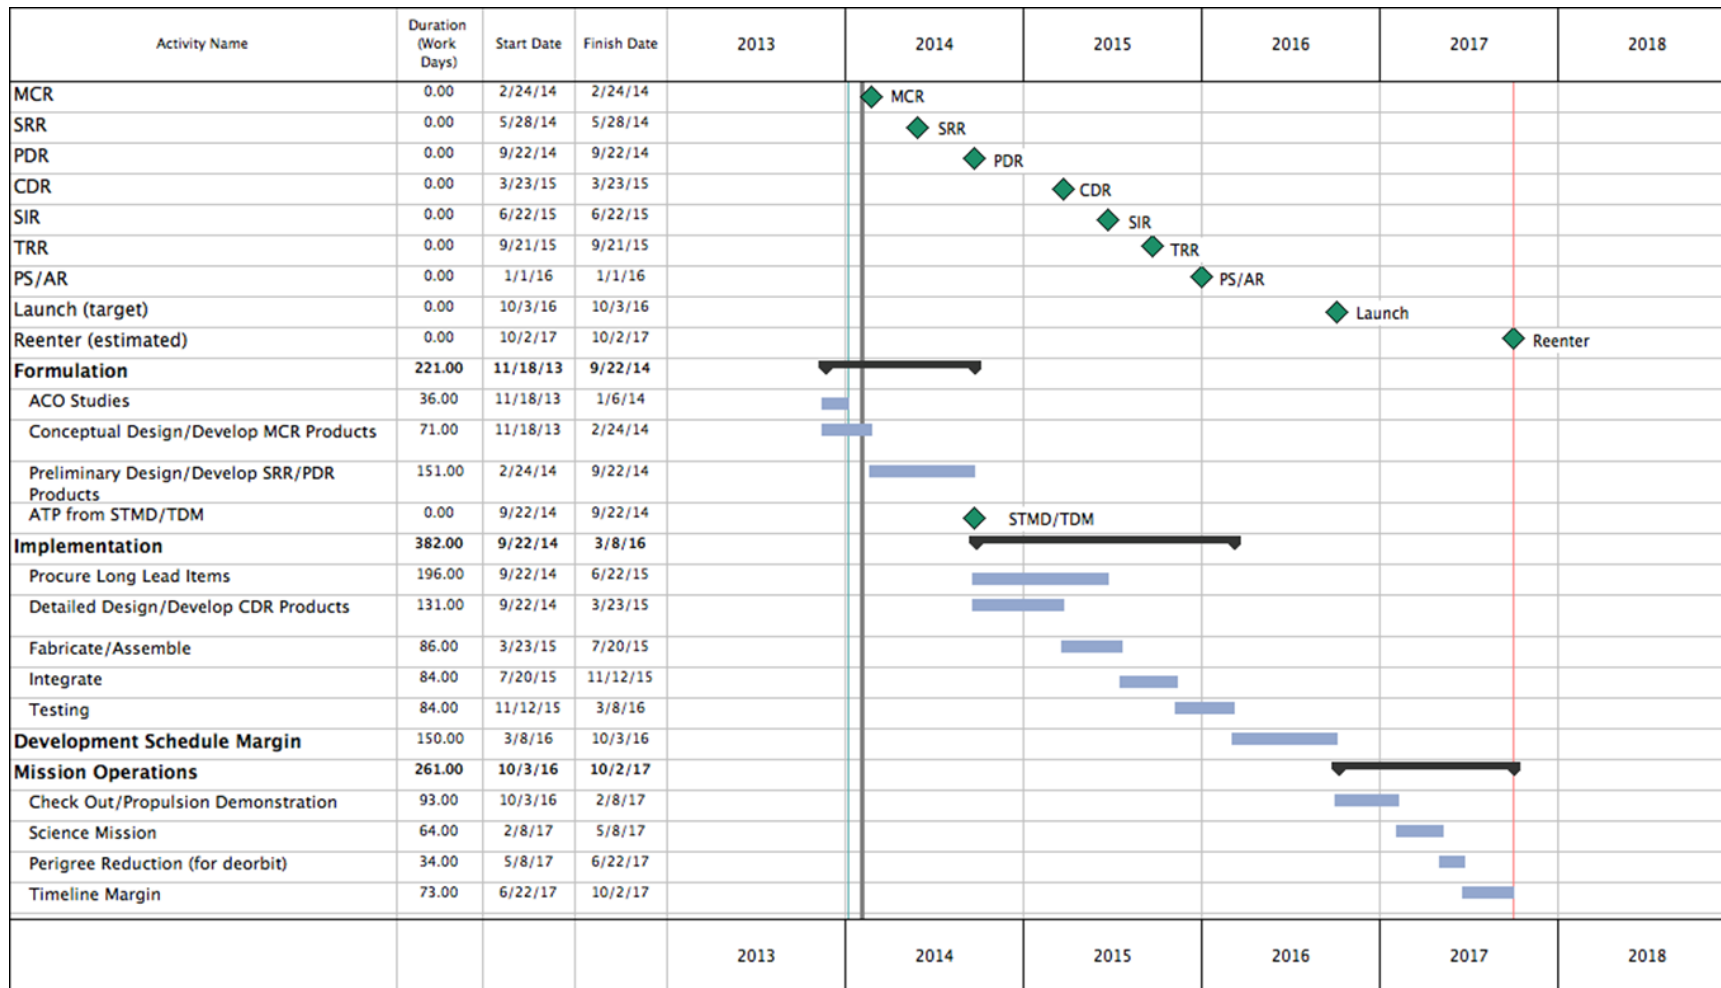 Activity Name Duration (Work Days) Start Date Finish Date 2013 2014 2015 2016 2017 2018
MCR 0.00 2/24/14 2/24/14 MCR
SRR 0.00 5/28/14 5/28/14 SRR
PDR 0.00 9/22/14 9/22/14 PDR
CDR 0.00 3/23/15 3/23/15 CDR
SIR 0.00 6/22/15 6/22/15 SIR
TRR 0.00 9/21/15 9/21/15 TRR
PS/AR 0.00 1/1/16 1/1/16 PS/AR
Launch (target) 0.00 10/3/16 10/3/16 Launch
Reenter (estimated) 0.00 10/2/17 10/2/17 Reenter
Formulation 221.00 11/18/13 9/22/14
ACO Studies 36.00 11/18/13 1/6/14
Conceptual Design/Develop MCR Products 71.00 11/18/13 2/24/14
Preliminary Design/Develop SRR/PDR 151.00 2/24/14 9/22/14
Products
ATP from STMD/TDM 0.00 9/22/14 9/22/14 STMD/TDM
Implementation 382.00 9/22/14 3/8/16
Procure Long Lead Items 196.00 9/22/14 6/22/15
Detailed Design/Develop CDR Products 131.00 9/22/14 3/23/15
Fabricate/Assemble 86.00 3/23/15 7/20/15
Integrate 84.00 7/20/15 11/12/15
Testing 84.00 11/12/15 3/8/16
Development Schedule Margin 150.00 3/8/16 10/3/16
Mission Operations 261.00 10/3/16 10/2/17
Check Out/Propulsion Demonstration 93.00 10/3/16 2/8/17
Science Mission 64.00 2/8/17 5/8/17
Perigree Reduction (for deorbit) 34.00 5/8/17 6/22/17
Timeline Margin 73.00 6/22/17 10/2/17
2013 2014 2015 2016 2017 2018